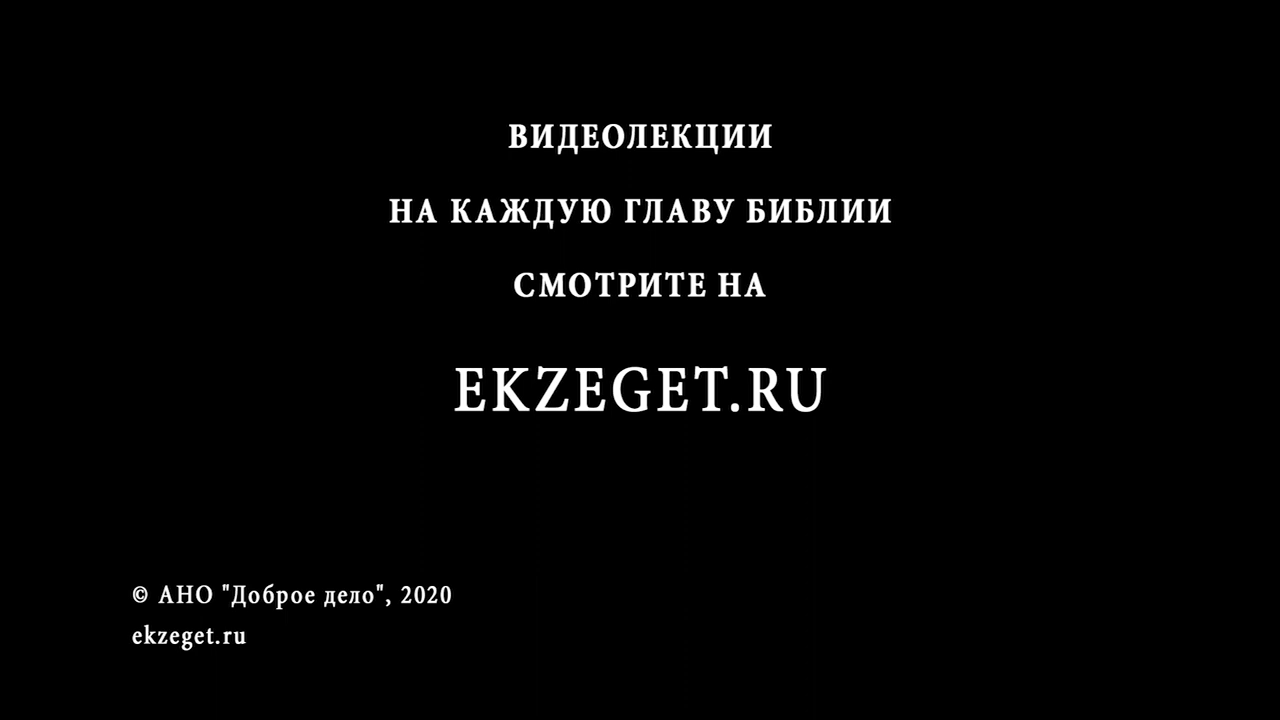 ВИДЕОЛЕКЦИИ
НА КАЖДУЮ ГЛАВУ БИБЛИИ
СМОТРИТЕ НА
EKZEGET.RU
© АНО "Доброе дело", 2020
ekzeget.ru